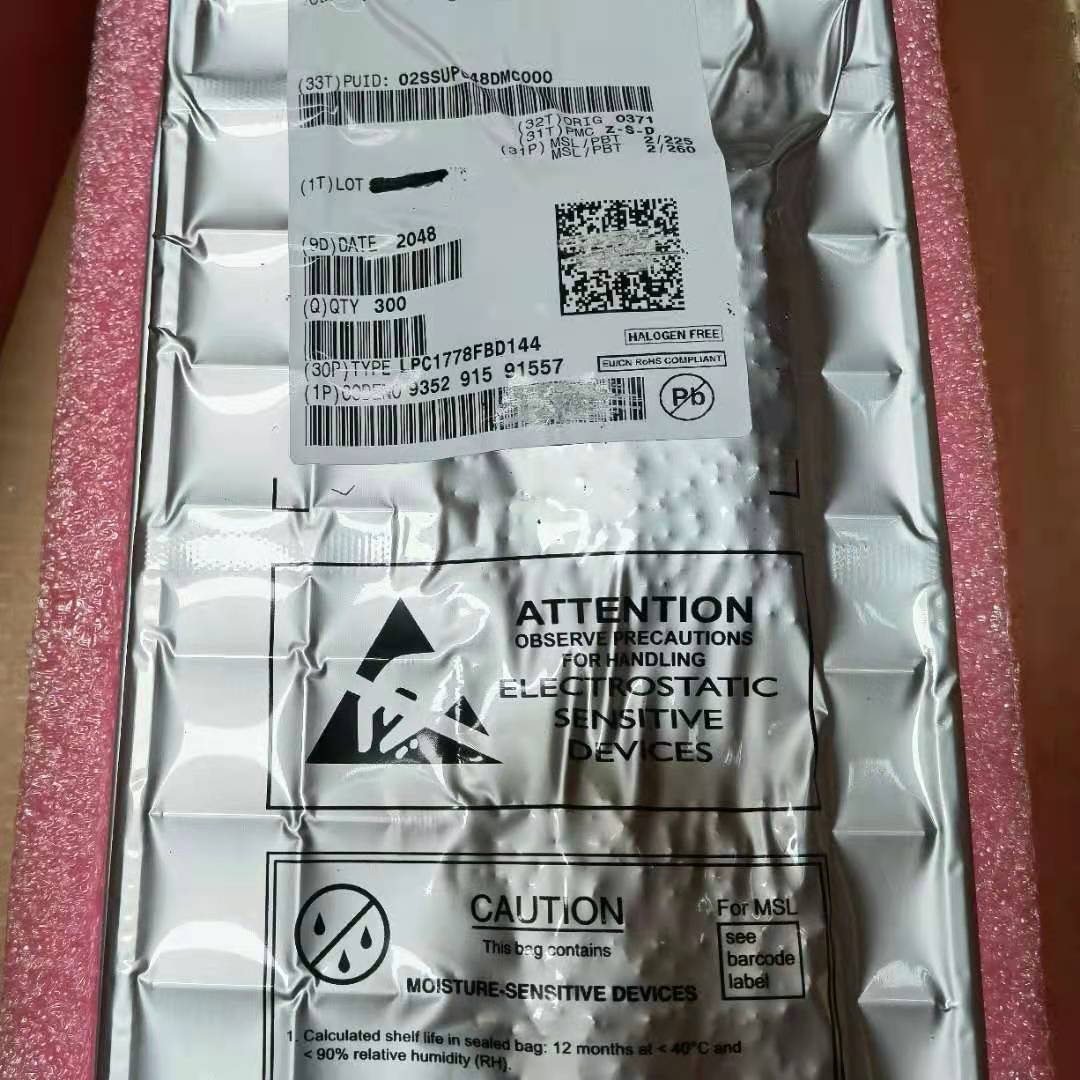 (33T)PUID: 02SSUP 48DMC000
(32T)ORIG 0371
(31T)PMC Z-S-D
(31P) MSL/PBT 2/225
MSL/PBT 2/260
(1T)LOT
(9D)DATE 2048
(Q)QTY 300
HALOGEN FREE
(30P)TYPE LPC1778FBD144
EU/CN RoHS COMPLIANT
(1P)CODENO 9352 915 91557
Pb
ATTENTION
OBSERVE PRECAUTIONS
FOR HANDLING
ELECTROSTATIC
SENSITIVE
DEVICES
CAUTION
This bag contains
MOISTURE-SENSITIVE DEVICES
For MSL
see
barcode
label
1. Calculated shelf life in sealed bag: 12 months at < 40°C and
< 90% relative humidity (RH).